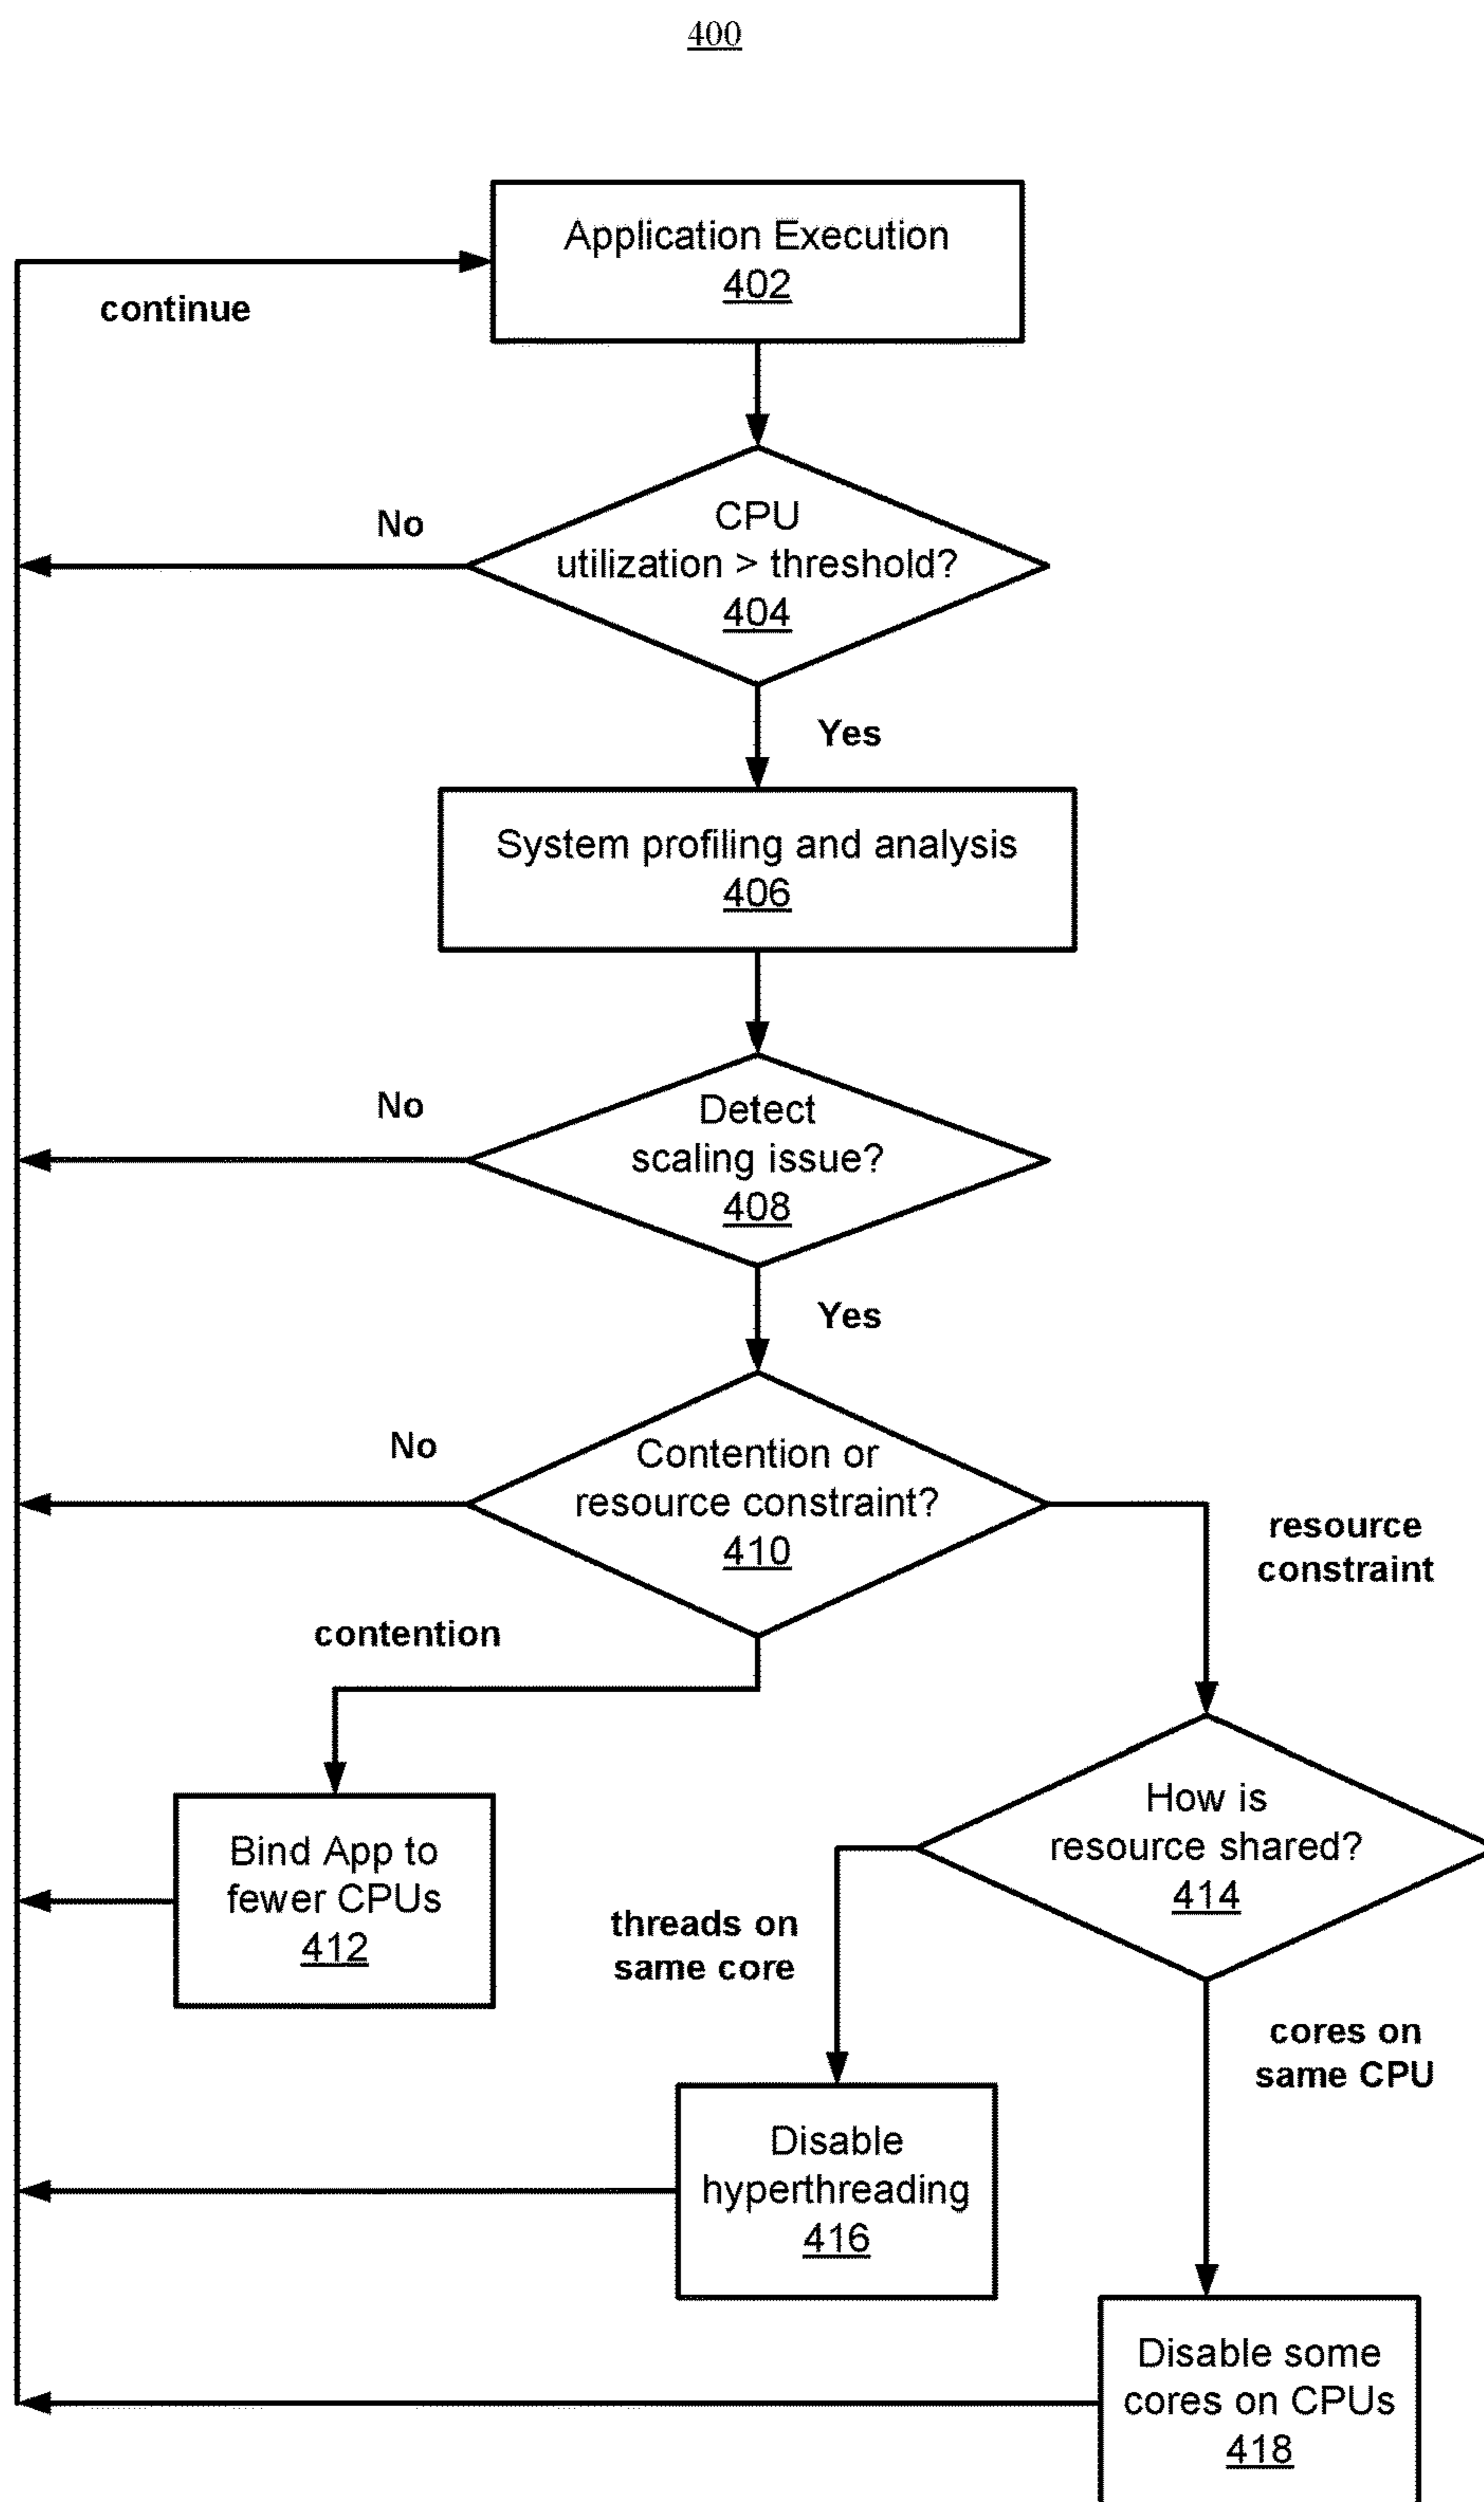 400
Application Execution
402
continue
CPU
utilization > threshold?
404
No
Yes
System profiling and analysis
406
Detect
scaling issue?
408
No
Yes
Contention or
resource constraint?
410
No
resource
constraint
contention
How is
resource shared?
414
Bind App to
fewer CPUs
412
threads on
same core
cores on
same CPU
Disable
hyperthreading
416
Disable some
cores on CPUs
418